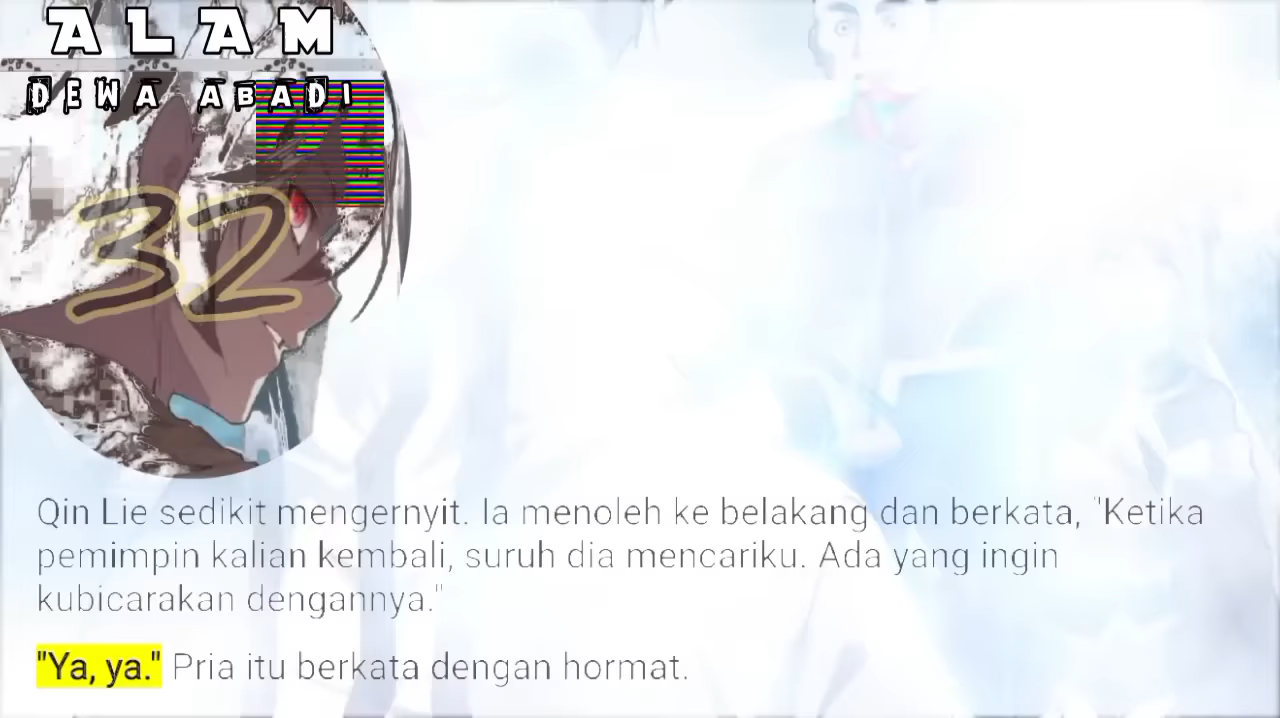 ALAM
DEWA ABADI
32
Qin Lie sedikit mengernyit. Ia menoleh ke belakang dan berkata, "Ketika
pemimpin kalian kembali, suruh dia mencariku. Ada yang ingin
kubicarakan dengannya."
"Ya, ya." Pria itu berkata dengan hormat.